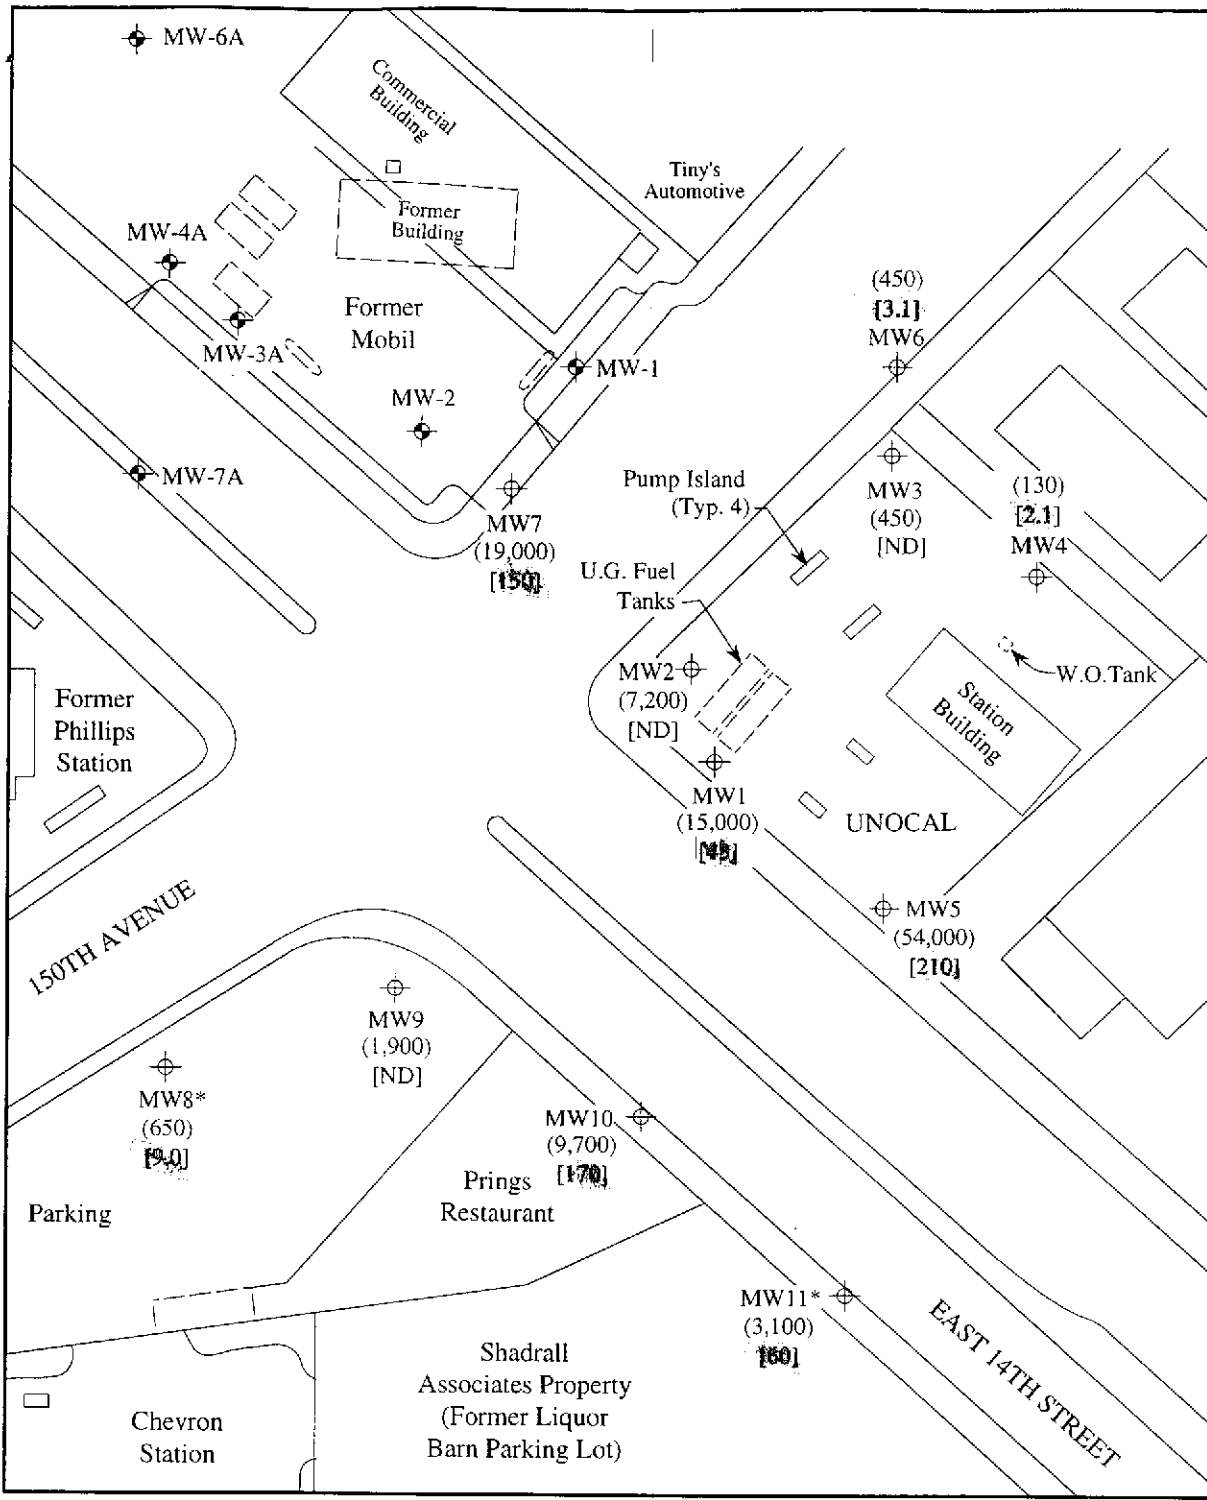 MW-6A
Commercial
Building
Tiny's
Automotive
Former
Building
MW-4A
Former
Mobil
MW-3A
MW-1
MW-2
MW-7A
(450)
[3.1]
MW6
Pump Island
(Typ. 4)
MW3
(450)
[ND]
(130)
[2.1]
MW4
MW7
(19,000)
[150]
U.G. Fuel
Tanks
MW2
(7,200)
[ND]
W.O.Tank
Station
Building
Former
Phillips
Station
MW1
(15,000)
UNOCAL
MW5
(54,000)
[210]
150TH AVENUE
MW9
(1,900)
[ND]
MW8*
(650)
[9.0]
MW10
(9,700)
[170]
Prings
Restaurant
Parking
MW11*
(3,100)
[60]
EAST 14TH STREET
Shadrall
Associates Property
(Former Liquor
Barn Parking Lot)
Chevron
Station